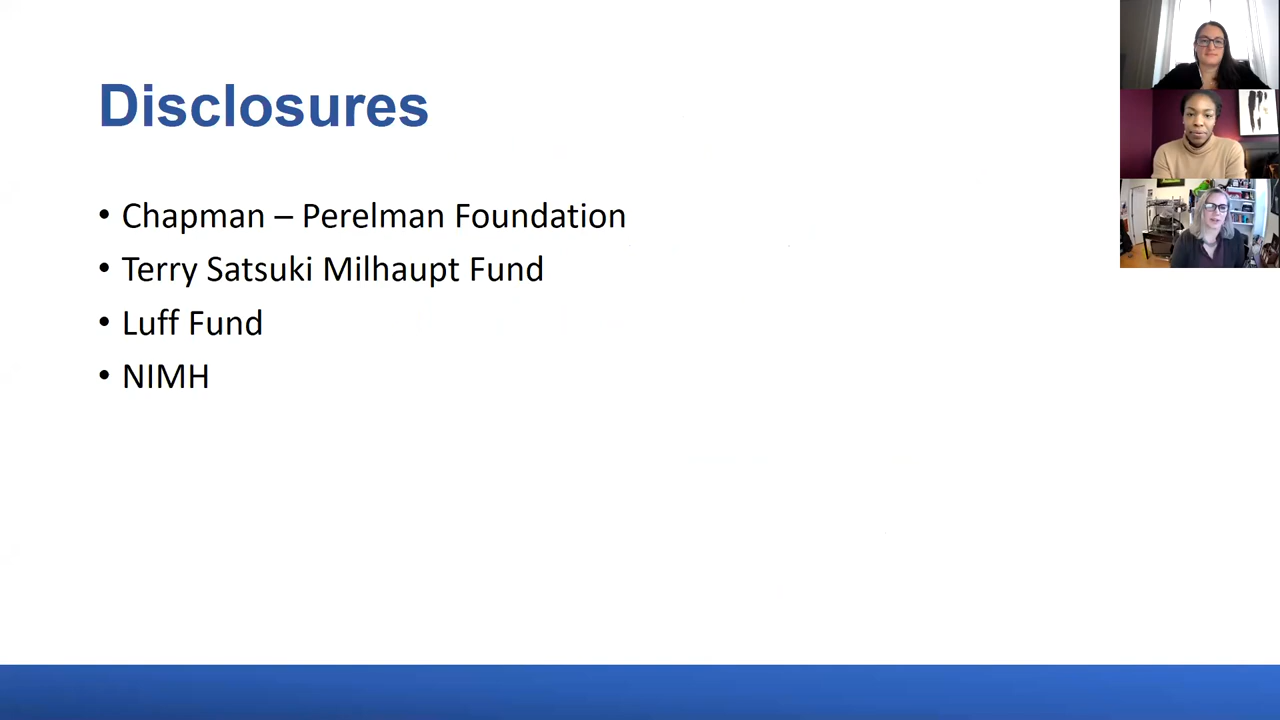 Disclosures
• Chapman – Perelman Foundation
• Terry Satsuki Milhaupt Fund
• Luff Fund
• NIMH